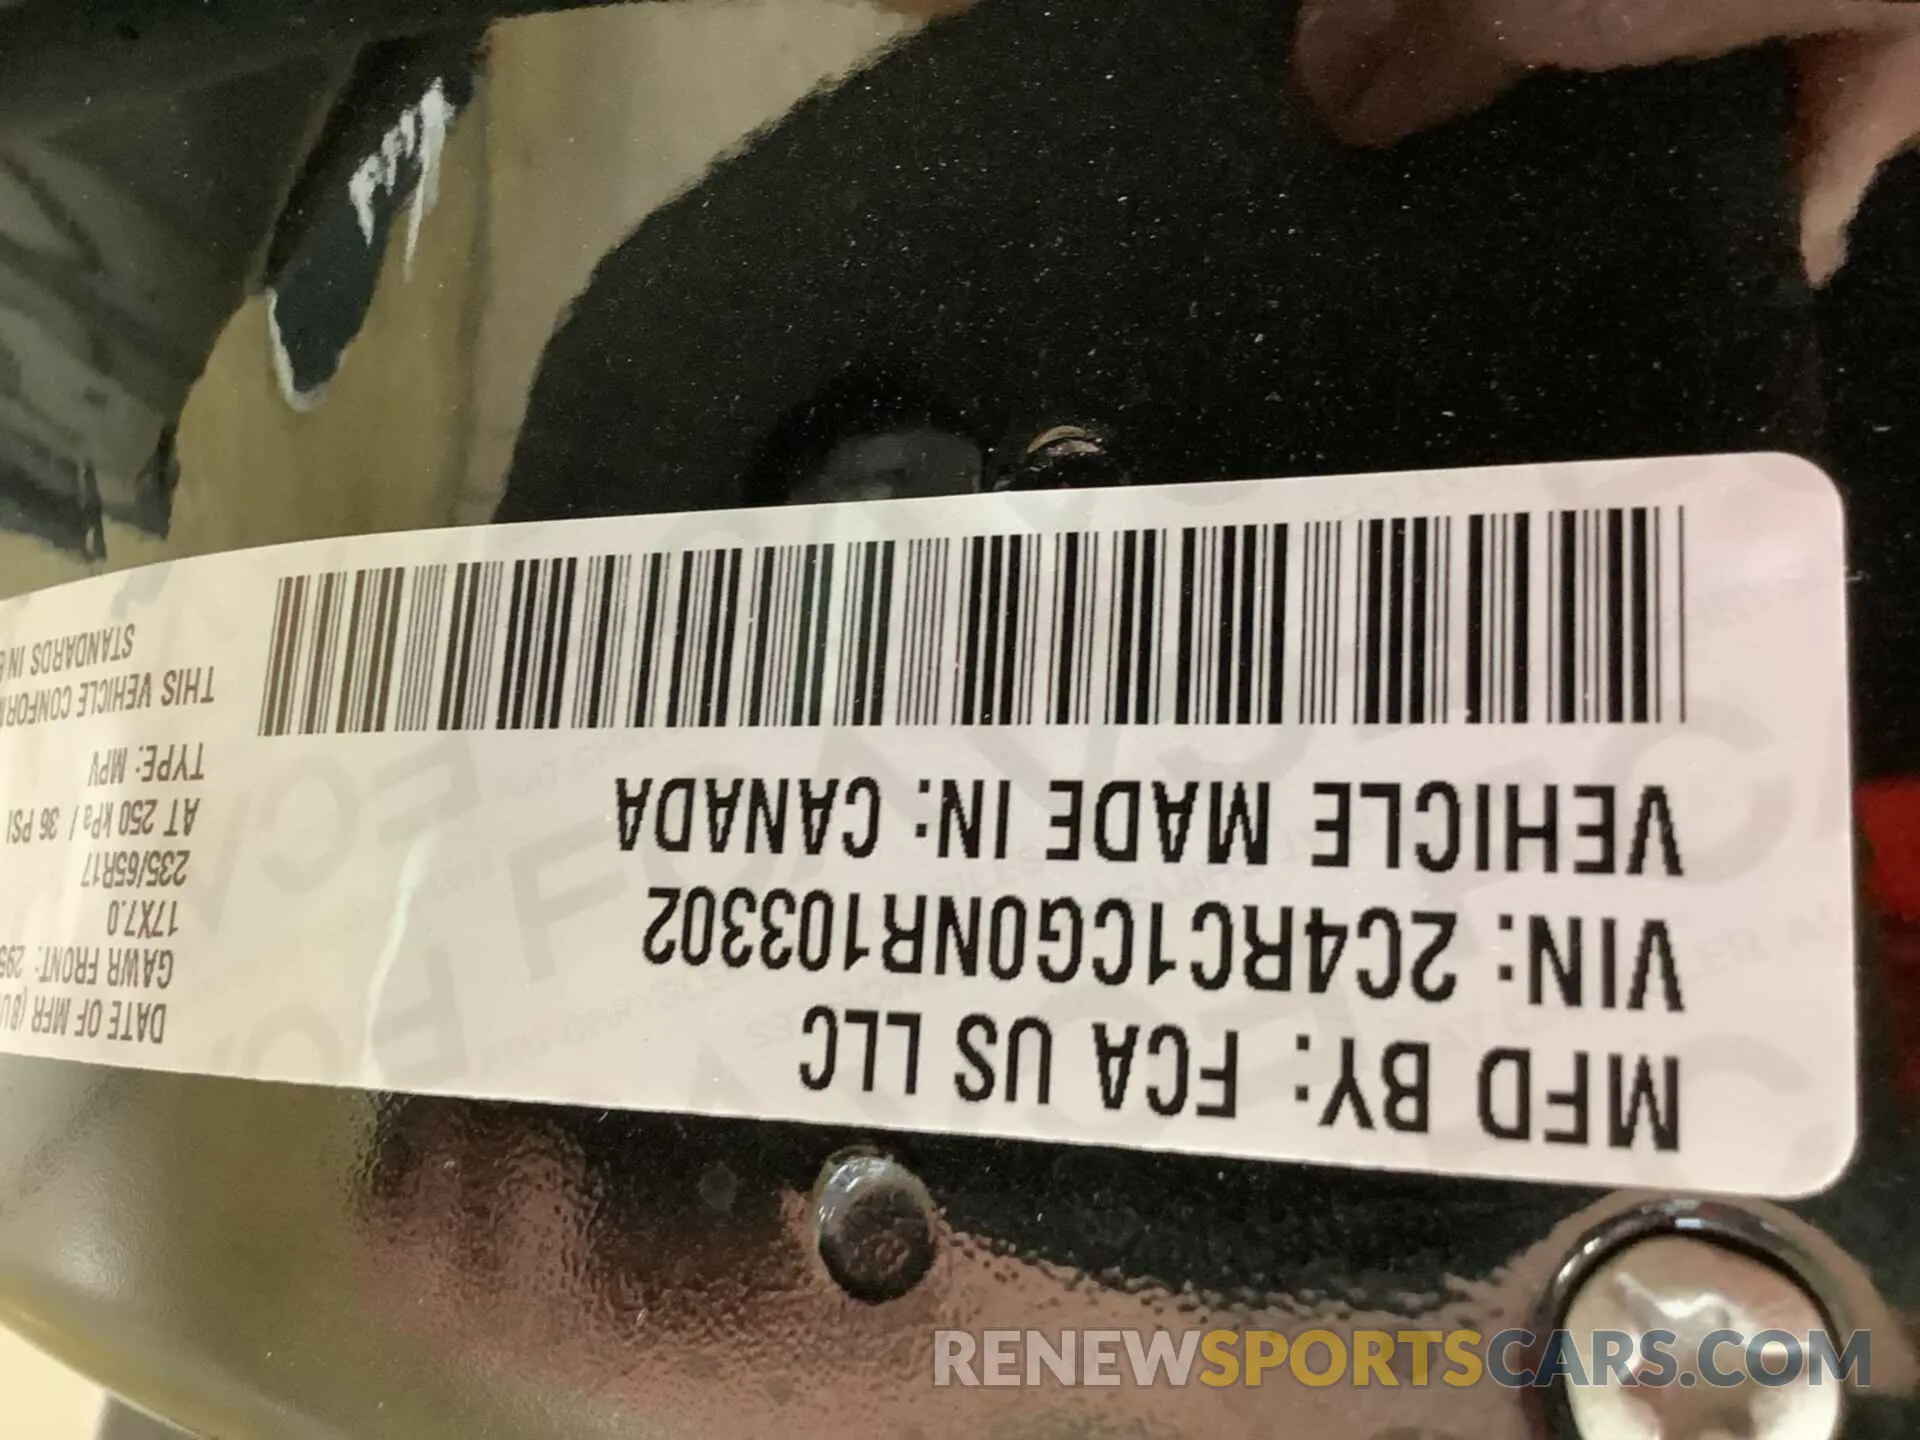 MFD BY: FCA US LLC
VIN: 2C4RC1CG0NR103302
VEHICLE MADE IN: CANADA
DATE OF MFR
GAWR FRONT:
17X7.0
235/65R17
AT 250 kPa / 36 PSI
TYPE: MPV
THIS VEHICLE
STANDARDS IN
RENEWSPORTSCARS.COM